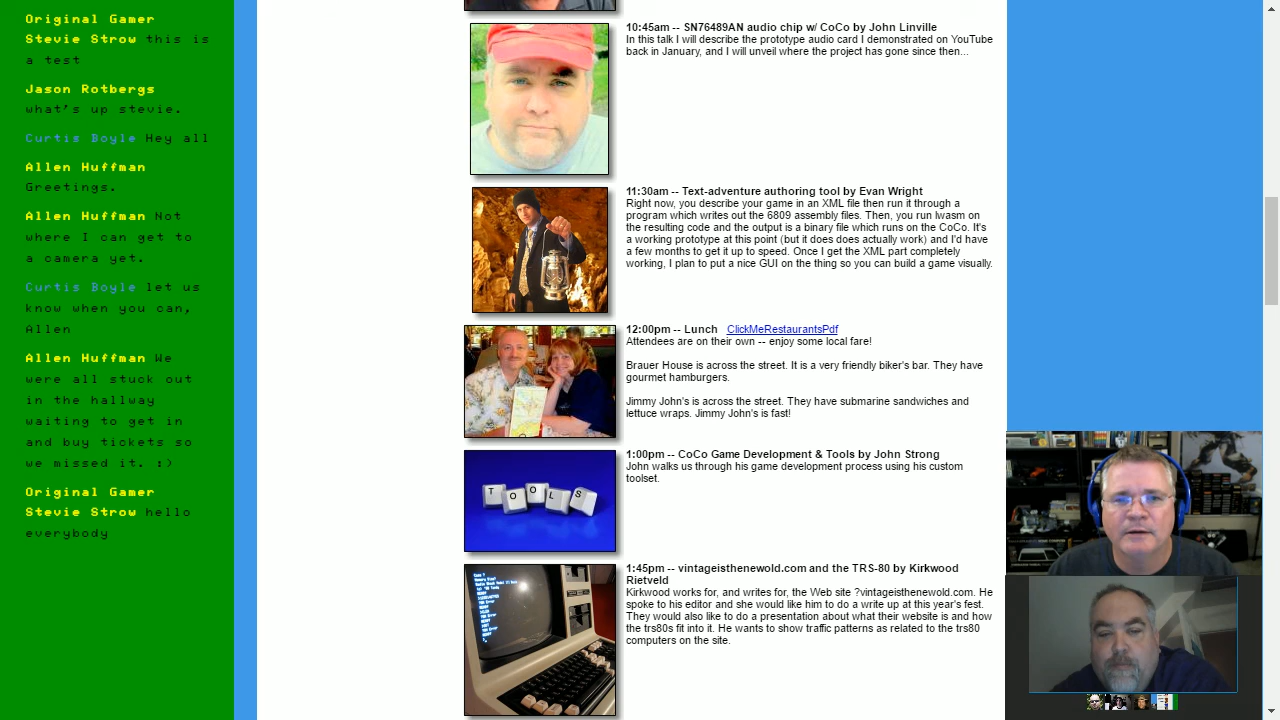 Original Gamer
Stevie Strow this is
a test
Jason Rotbergs
what's up stevie.
Curtis Boyle Hey all
Allen Huffman
Greetings.
Allen Huffman Not
where I can get to
a camera yet.
Curtis Boyle let us
know when you can,
Allen
Allen Huffman We
were all stuck out
in the hallway
waiting to get in
and buy tickets so
we missed it. :)
Original Gamer
Stevie Strow hello
everybody
10:45am -- SN76489AN audio chip w/ CoCo by John Linville
In this talk I will describe the prototype audio card I demonstrated on YouTube
back in January, and I will unveil where the project has gone since then...
11:30am -- Text-adventure authoring tool by Evan Wright
Right now, you describe your game in an XML file then run it through a
program which writes out the 6809 assembly files. Then, you run lwasm on
the resulting code and the output is a binary file which runs on the CoCo. It's
a working prototype at this point (but it does does actually work) and I'd have
a few months to get it up to speed. Once I get the XML part completely
working, I plan to put a nice GUI on the thing so you can build a game visually.
12:00pm -- Lunch ClickMeRestaurantsPdf
Attendees are on their own -- enjoy some local fare!
Brauer House is across the street. It is a very friendly biker's bar. They have
gourmet hamburgers.
Jimmy John's is across the street. They have submarine sandwiches and
lettuce wraps. Jimmy John's is fast!
1:00pm -- CoCo Game Development & Tools by John Strong
John walks us through his game development process using his custom
toolset.
TOOLS
1:45pm -- vintageisthenewold.com and the TRS-80 by Kirkwood
Rietveld
Kirkwood works for, and writes for, the Web site ?vintageisthenewold.com. He
spoke to his editor and she would like him to do a write up at this year's fest.
They would also like to do a presentation about what their website is and how
the trs80s fit into it. He wants to show traffic patterns as related to the trs80
computers on the site.